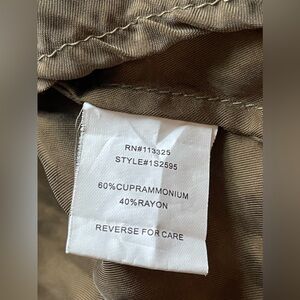 RN#113325
STYLE#1S2595
60%CUPRAMMONIUM
40%RAYON
REVERSE FOR CARE